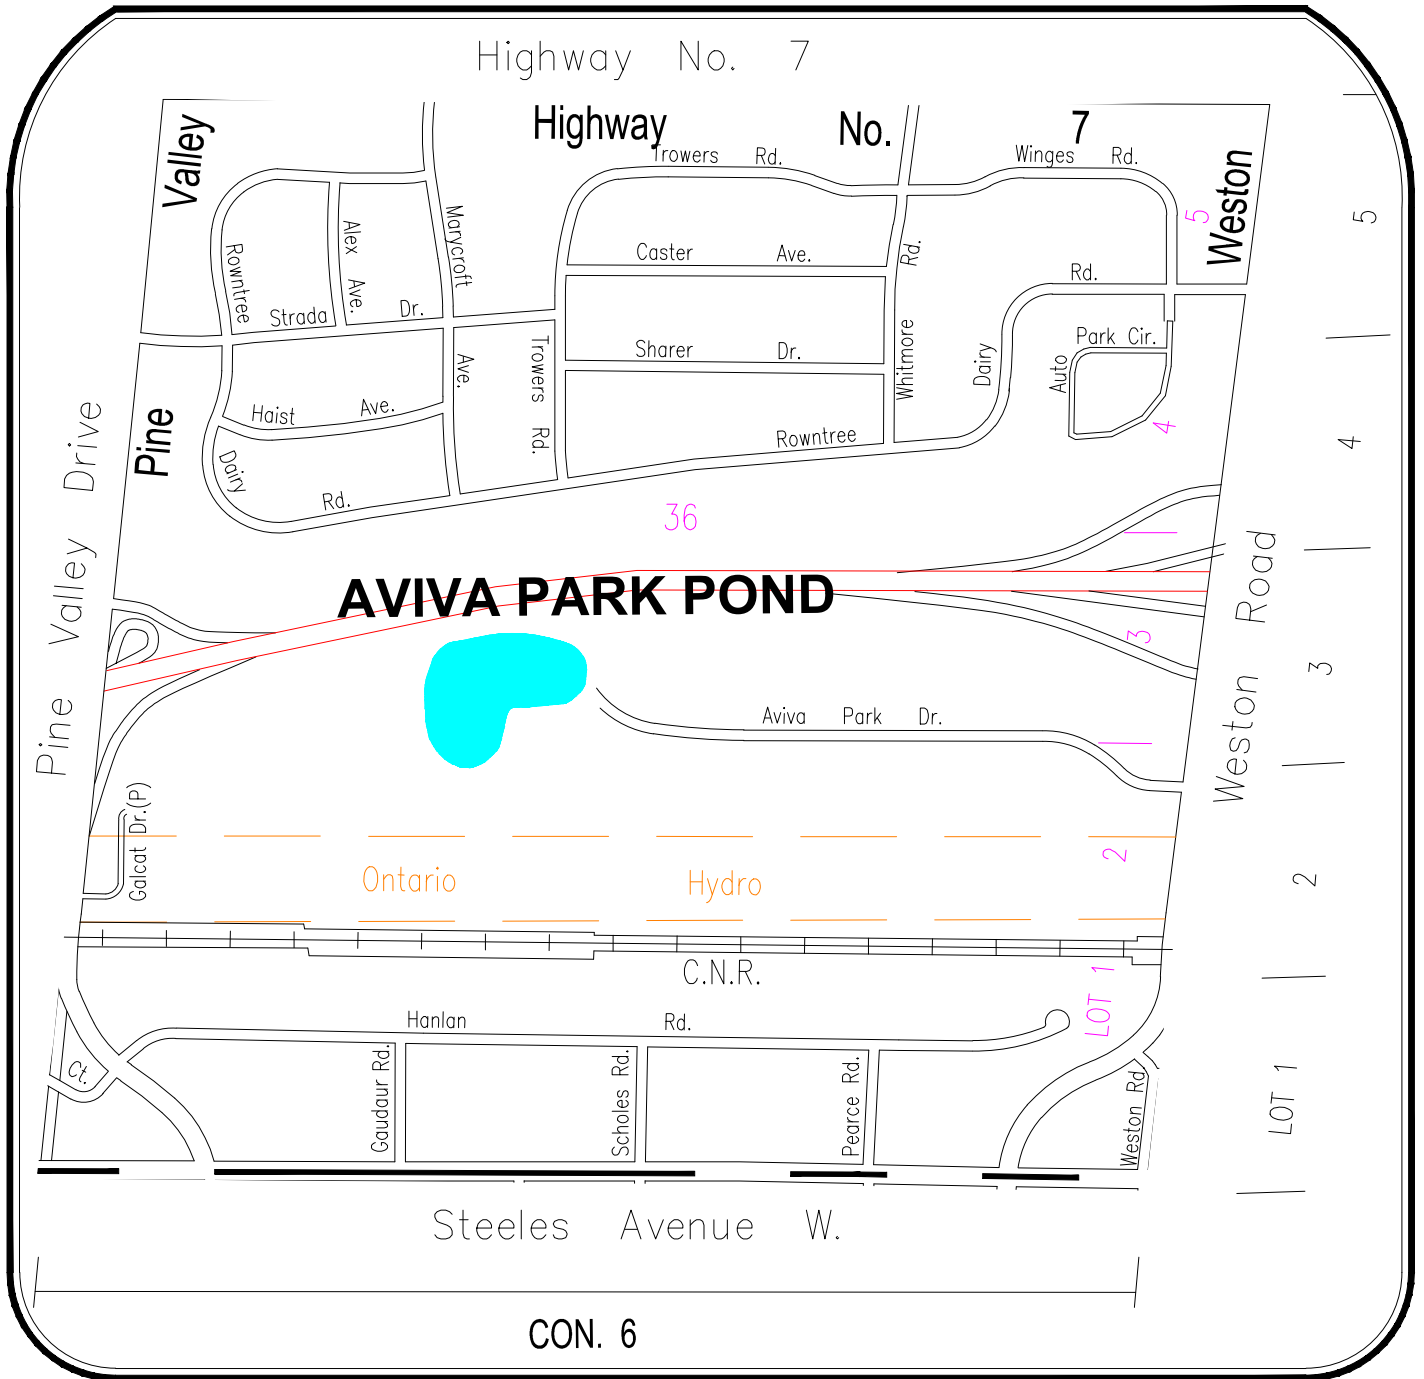 Highway No. 7
Highway No. 7
Valley
Pine
Weston
Trowers Rd.
Winges Rd.
5
5
Marycroft
Ave.
Alex Ave.
Rowntree
Dairy
Rd.
Caster Ave.
Rd.
Whitmore
Rd.
Strada Dr.
Trowers Rd.
Sharer Dr.
Dairy
Park Cir.
Auto
Haist Ave.
Rowntree
4
4
Pine Valley Drive
36
Weston Road
AVIVA PARK POND
3
3
Aviva Park Dr.
Galcat Dr.(P)
2
2
Ontario Hydro
C.N.R.
LOT 1
Hanlan Rd.
Ct.
Gaudaur Rd.
Scholes Rd.
Pearce Rd.
Weston Rd
LOT 1
Steeles Avenue W.
CON. 6